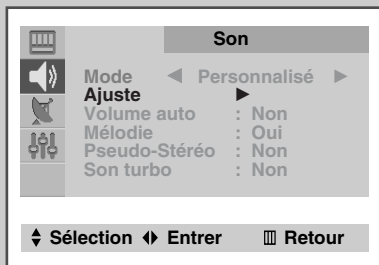 Son
Mode ◀ Personnalisé ▶
Ajuste ▶
Volume auto : Non
Mélodie : Oui
Pseudo-Stéréo : Non
Son turbo : Non
Sélection Entrer Retour